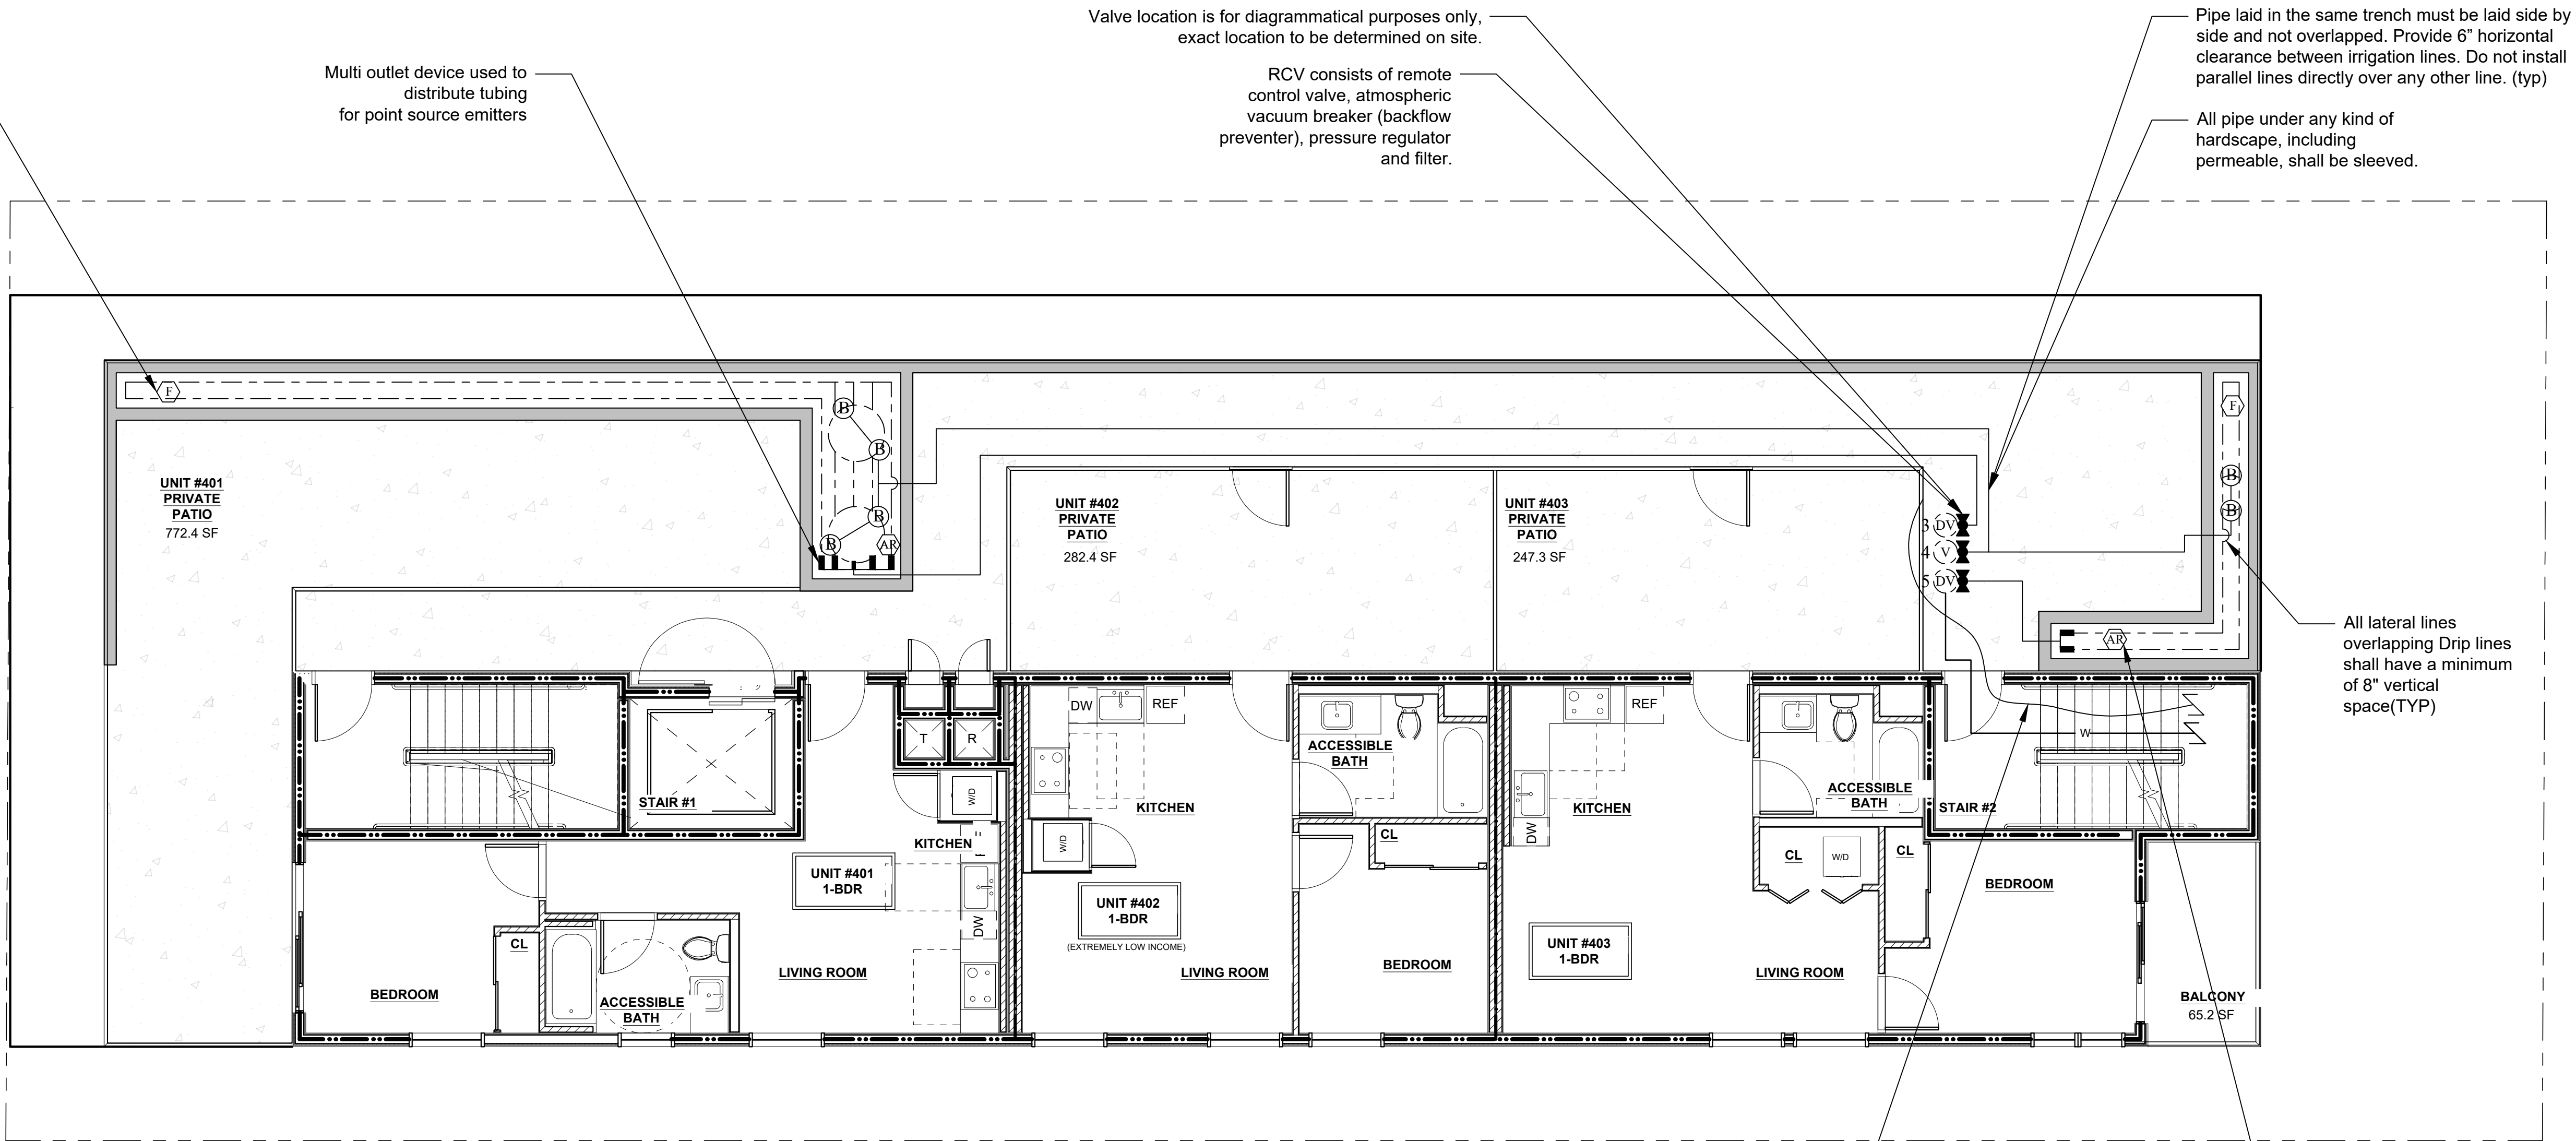 Valve location is for diagrammatical purposes only,
exact location to be determined on site.
Pipe laid in the same trench must be laid side by
side and not overlapped. Provide 6” horizontal
clearance between irrigation lines. Do not install
parallel lines directly over any other line. (typ)
Multi outlet device used to
distribute tubing
for point source emitters
RCV consists of remote
control valve, atmospheric
vacuum breaker (backflow
preventer), pressure regulator
and filter.
All pipe under any kind of
hardscape, including
permeable, shall be sleeved.
F
B
B
B
B
AR
F
B
B
AR
UNIT #401
PRIVATE
PATIO
772.4 SF
UNIT #402
PRIVATE
PATIO
282.4 SF
UNIT #403
PRIVATE
PATIO
247.3 SF
3 DV
4 V
5 DV
All lateral lines
overlapping Drip lines
shall have a minimum
of 8" vertical
space(TYP)
STAIR #1
T
R
W/D
KITCHEN
UNIT #401
1-BDR
DW
CL
BEDROOM
ACCESSIBLE
BATH
LIVING ROOM
DW
REF
ACCESSIBLE
BATH
KITCHEN
W/D
CL
UNIT #402
1-BDR
(EXTREMELY LOW INCOME)
LIVING ROOM
BEDROOM
REF
KITCHEN
DW
ACCESSIBLE
BATH
CL
W/D
CL
UNIT #403
1-BDR
LIVING ROOM
W
STAIR #2
BEDROOM
BALCONY
65.2 SF